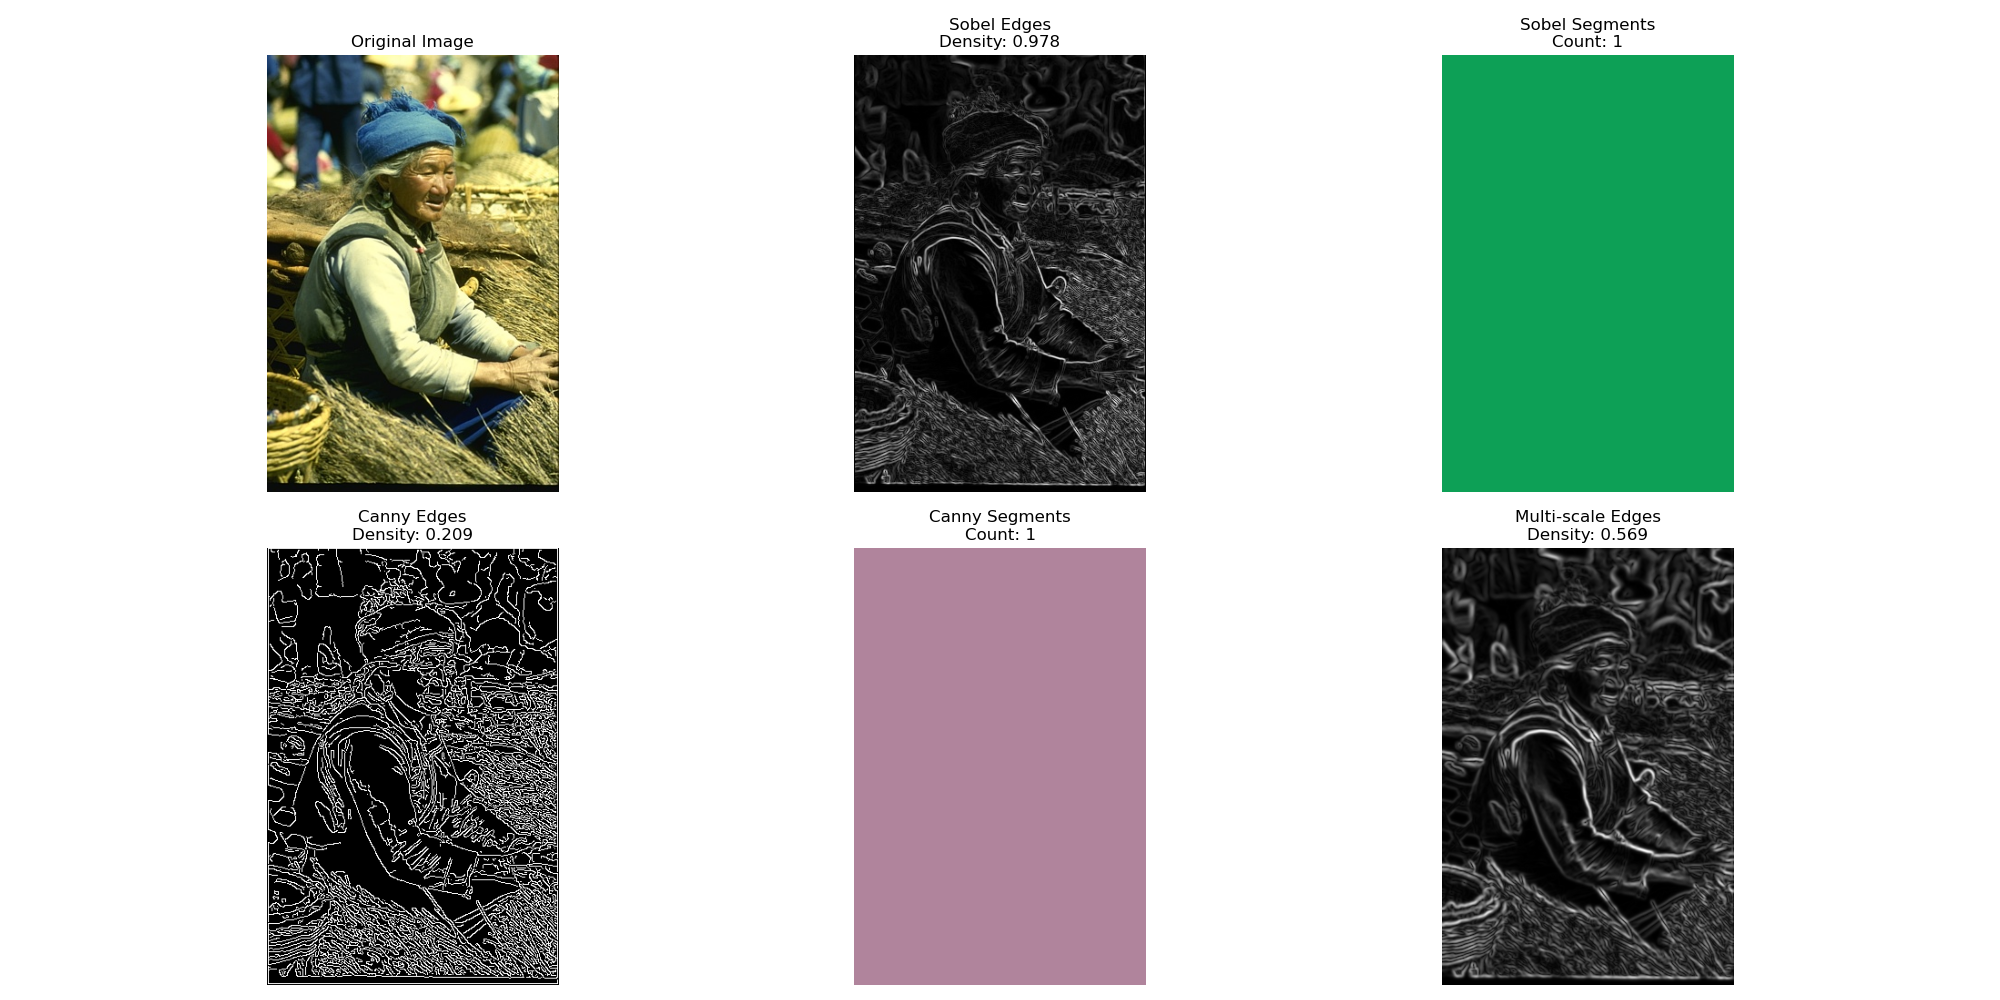 Original Image
Sobel Edges
Density: 0.978
Sobel Segments
Count: 1
Canny Edges
Density: 0.209
Canny Segments
Count: 1
Multi-scale Edges
Density: 0.569